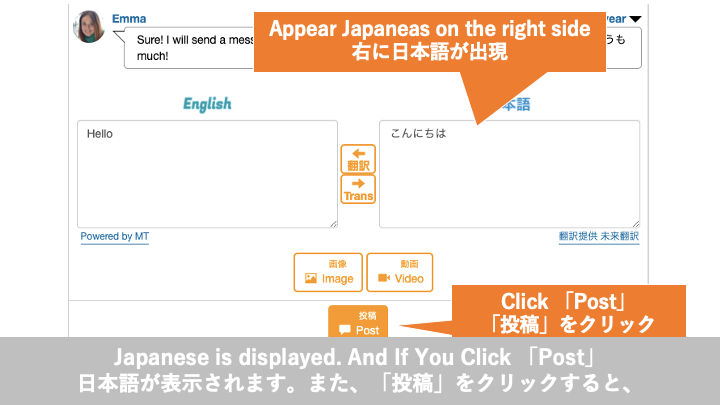 Emma
year
Sure! I will send a mess
うも
much!
Appear Japaneas on the right side
右に日本語が出現
English
本語
Hello
こんにちは
翻訳
Trans
Powered by MT
翻訳提供 未来翻訳
画像
Image
動画
Video
投稿
Post
Click 「Post」
「投稿」をクリック
Japanese is displayed. And If You Click 「Post」
日本語が表示されます。また、「投稿」をクリックすると、